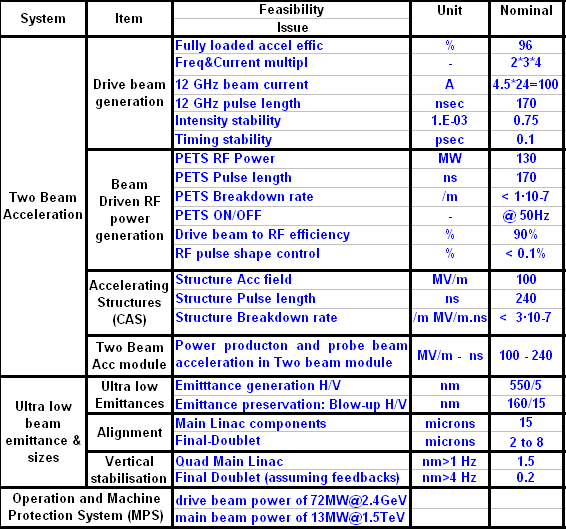 System Item Feasibility Issue Unit Nominal
Two Beam Acceleration
Drive beam generation
Fully loaded accel effic % 96
Freq&Current multipl - 2*3*4
12 GHz beam current A 4.5*24=100
12 GHz pulse length nsec 170
Intensity stability 1.E-03 0.75
Timing stability psec 0.1
Beam Driven RF power generation
PETS RF Power MW 130
PETS Pulse length ns 170
PETS Breakdown rate /m < 1·10-7
PETS ON/OFF - @ 50Hz
Drive beam to RF efficiency % 90%
RF pulse shape control % < 0.1%
Accelerating Structures (CAS)
Structure Acc field MV/m 100
Structure Pulse length ns 240
Structure Breakdown rate /m MV/m.ns < 3·10-7
Two Beam Acc module
Power producton and probe beam acceleration in Two beam module MV/m - ns 100 - 240
Ultra low beam emittance & sizes
Ultra low Emittances
Emitttance generation H/V nm 550/5
Emittance preservation: Blow-up H/V nm 160/15
Alignment
Main Linac components microns 15
Final-Doublet microns 2 to 8
Vertical stabilisation
Quad Main Linac nm>1 Hz 1.5
Final Doublet (assuming feedbacks) nm>4 Hz 0.2
Operation and Machine Protection System (MPS)
drive beam power of 72MW@2.4GeV
main beam power of 13MW@1.5TeV